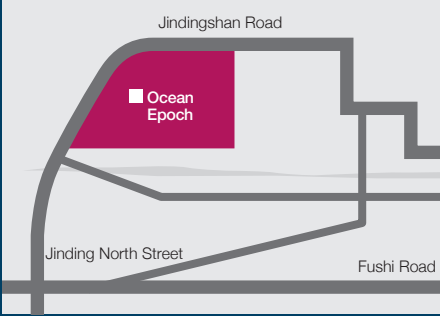 Jindingshan Road
Ocean
Epoch
Jinding North Street
Fushi Road